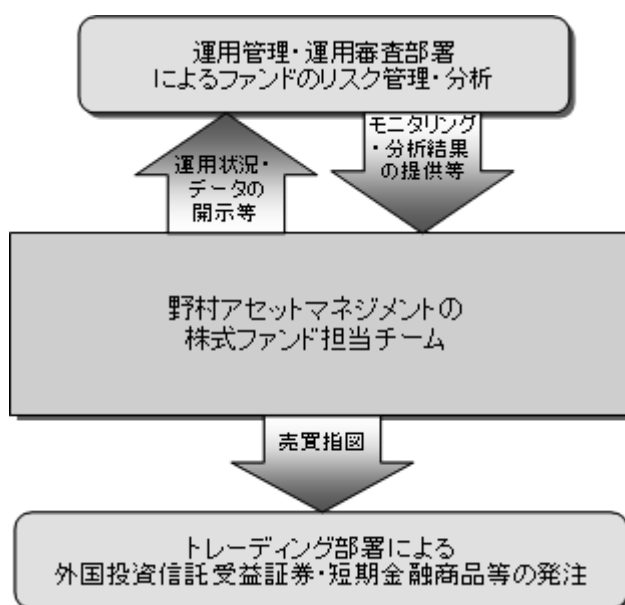 運用管理・運用審査部署
によるファンドのリスク管理・分析
運用状況・
データの
開示等
モニタリング
・分析結果
の提供等
野村アセットマネジメントの
株式ファンド担当チーム
売買指図
トレーディング部署による
外国投資信託受益証券・短期金融商品等の発注